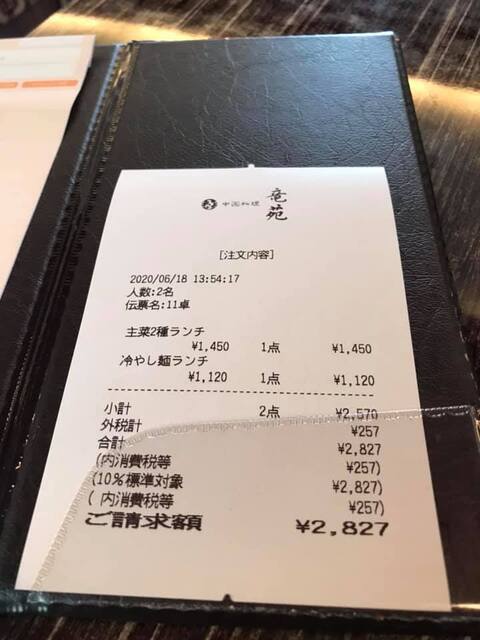 中国料理 竜苑
[注文内容]
2020/06/18 13:54:17
人数:2名
伝票名:11卓
主菜2種ランチ
¥1,450 1点 ¥1,450
冷やし麺ランチ
¥1,120 1点 ¥1,120
小計 2点 ¥2,570
外税計 ¥257
合計 ¥2,827
(内消費税等 ¥257)
(10%標準対象 ¥2,827)
( 内消費税等 ¥257)
ご請求額 ¥2,827